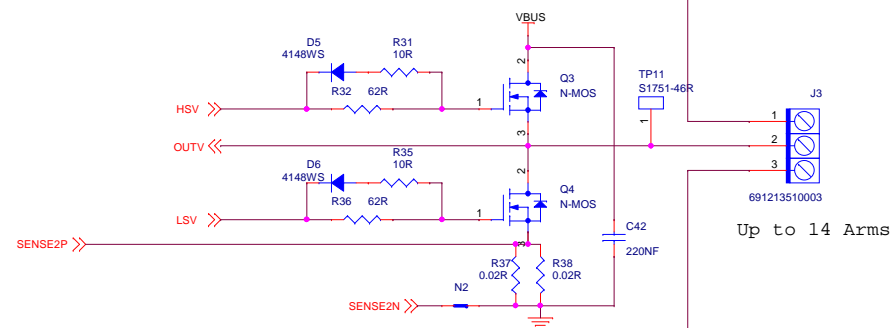 VBUS
D5
4148WS
R31
10R
R32
62R
2
Q3
N-MOS
TP11
S1751-46R
J3
HSV
1
1
1
3
OUTV
2
D6
4148WS
R35
10R
3
R36
62R
2
Q4
N-MOS
691213510003
LSV
1
C42
220NF
Up to 14 Arms
SENSE2P
3
R37
0.02R
R38
0.02R
N2
SENSE2N